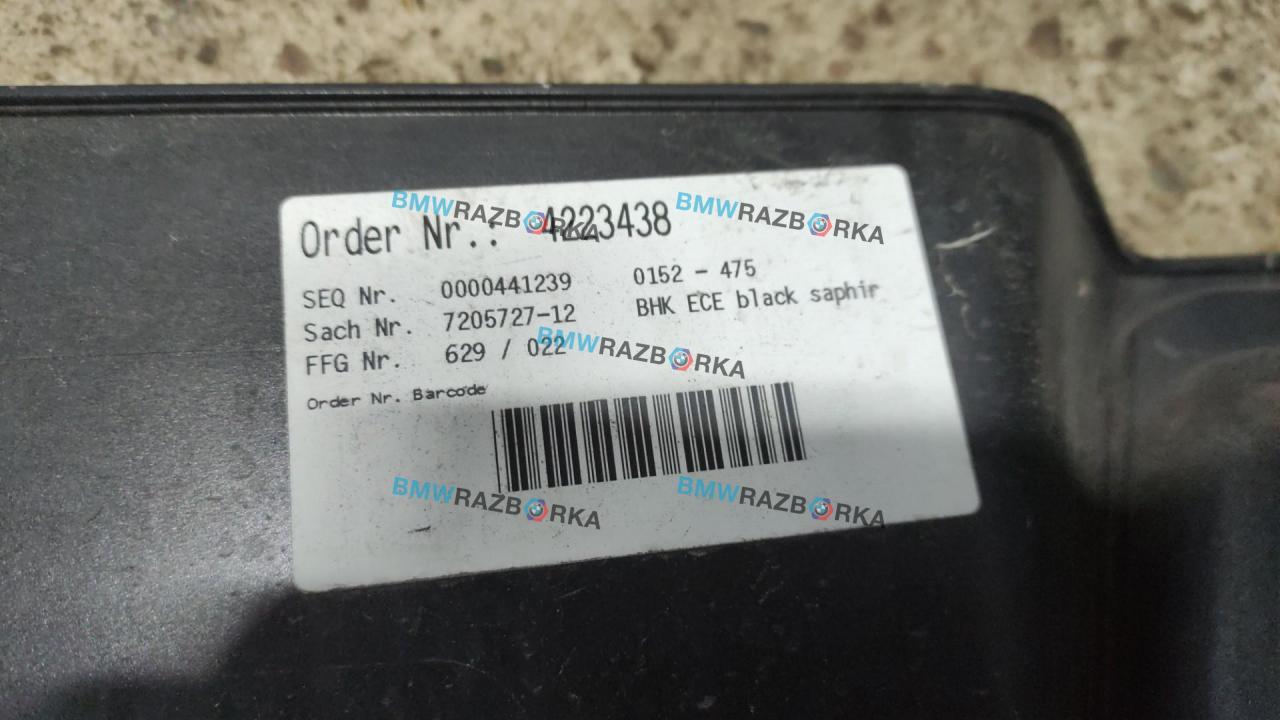 Order Nr.: 4223438
SEQ Nr. 0000441239 0152 - 475
Sach Nr. 7205727-12 BHK ECE black saphir
FFG Nr. 629 / 022
Order Nr. Barcode
BMWRAZBORKA
BMWRAZBORKA
BMWRAZBORKA
BMWRAZBORKA
BMWRAZBORKA